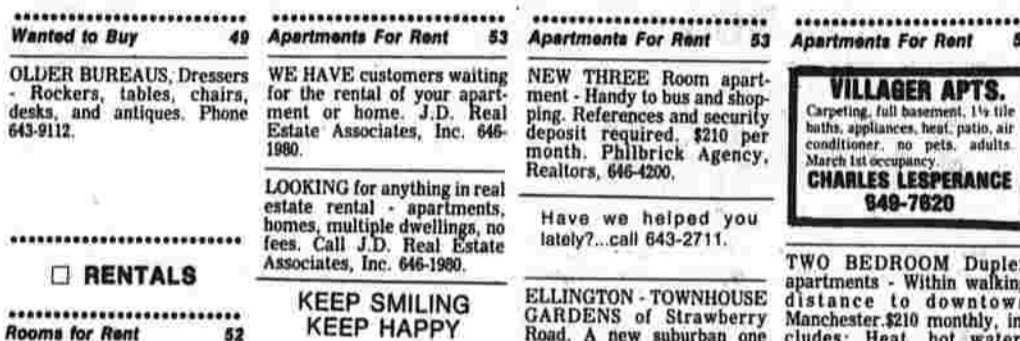 Wanted to Buy 49
OLDER BUREAUS, Dressers
- Rockers, tables, chairs,
desks, and antiques. Phone
643-9112.
☐ RENTALS
Rooms for Rent 52
Apartments For Rent 53
WE HAVE customers waiting
for the rental of your apart-
ment or home. J.D. Real
Estate Associates, Inc. 646-
1980.
LOOKING for anything in real
estate rental - apartments,
homes, multiple dwellings, no
fees. Call J.D. Real Estate
Associates, Inc. 646-1980.
KEEP SMILING
KEEP HAPPY
Apartments For Rent 53
NEW THREE Room apart-
ment - Handy to bus and shop-
ping. References and security
deposit required. $210 per
month. Philbrick Agency,
Realtors, 646-4200.
Have we helped you
lately?...call 643-2711.
ELLINGTON - TOWNHOUSE
GARDENS of Strawberry
Road. A new suburban one
Apartments For Rent 5
VILLAGER APTS.
Carpeting, full basement, 1½ tile
baths, appliances, heat, patio, air
conditioner, no pets, adults.
March 1st occupancy.
CHARLES LESPERANCE
649-7620
TWO BEDROOM Duplex
apartments - Within walking
distance to downtown
Manchester.$210 monthly, in-
cludes: Heat, hot water,